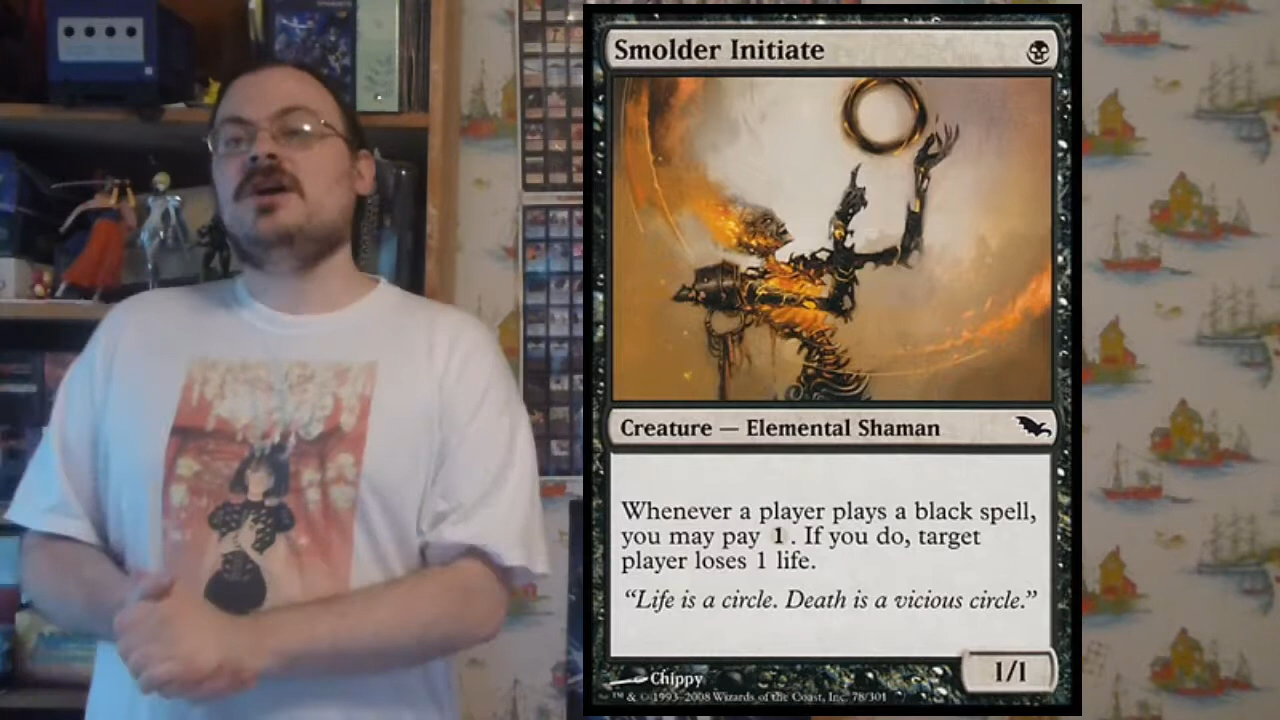 Smolder Initiate
Creature — Elemental Shaman
Whenever a player plays a black spell,
you may pay 1. If you do, target
player loses 1 life.
“Life is a circle. Death is a vicious circle.”
1/1
Chippy
™ & © 1993-2008 Wizards of the Coast, Inc. 78/301